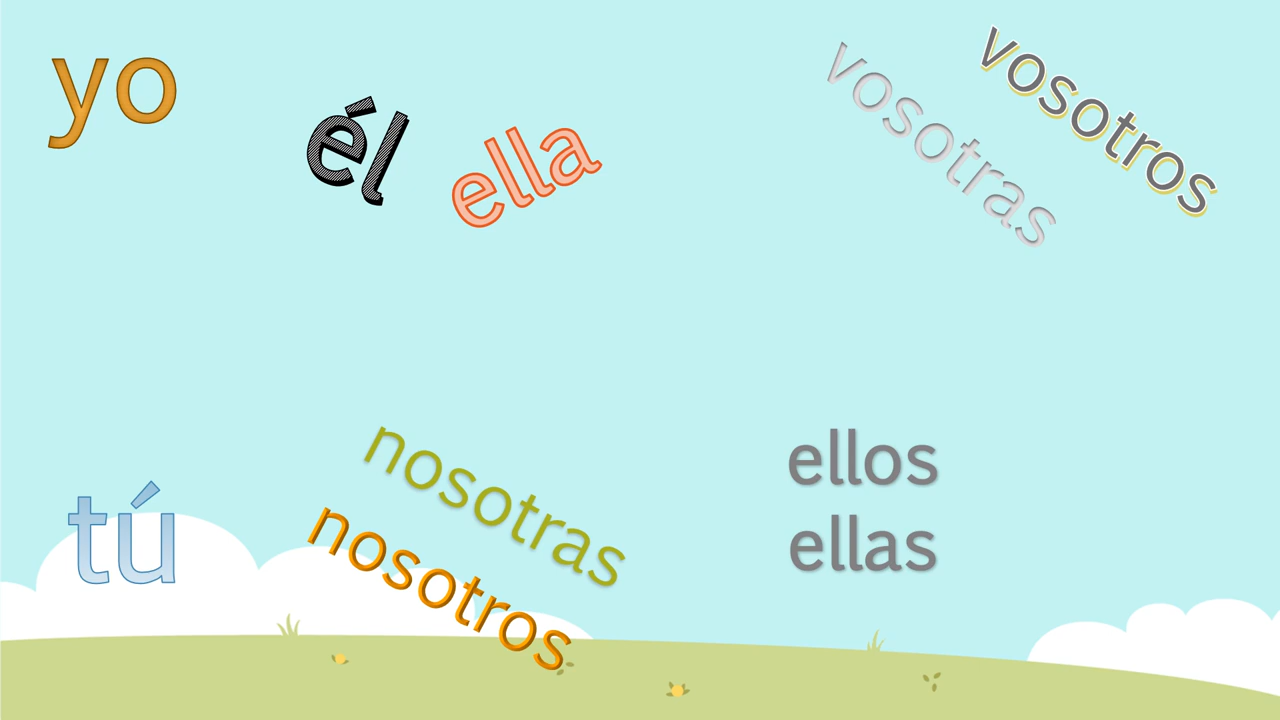 yo
él
ella
vosotras
vosotros
tú
nosotras
nosotros
ellos
ellas